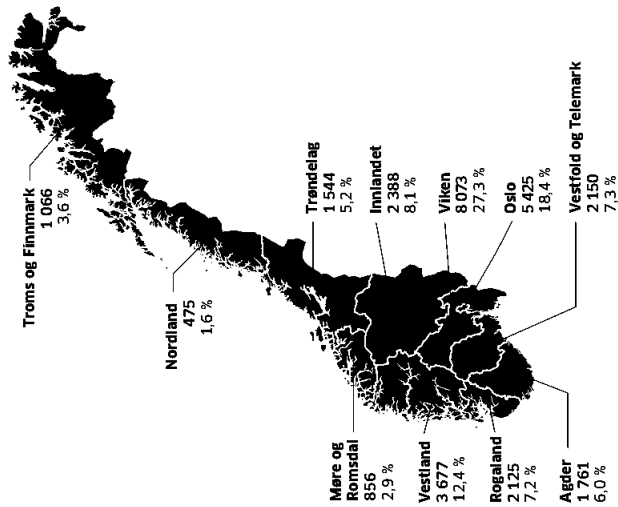 Troms og Finnmark
1 066
3,6 %
Nordland
475
1,6 %
Trøndelag
1 544
5,2 %
Innlandet
2 388
8,1 %
Viken
8 073
27,3 %
Oslo
5 425
18,4 %
Vestfold og Telemark
2 150
7,3 %
Møre og
Romsdal
856
2,9 %
Vestland
3 677
12,4 %
Rogaland
2 125
7,2 %
Agder
1 761
6,0 %